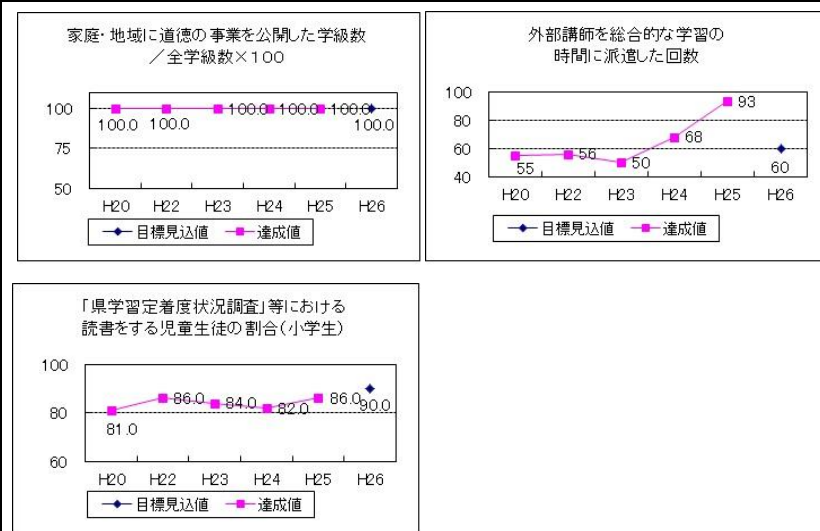 家庭・地域に道徳の事業を公開した学級数
／全学級数×100
100
75
50
100.0
100.0
100.0
100.0
100.0
100.0
H20 H22 H23 H24 H25 H26
目標見込値 達成値
外部講師を総合的な学習の
時間に派遣した回数
100
80
60
40
55
56
50
68
93
60
H20 H22 H23 H24 H25 H26
目標見込値 達成値
「県学習定着度状況調査」等における
読書をする児童生徒の割合(小学生)
100
80
60
81.0
86.0
84.0
82.0
86.0
90.0
H20 H22 H23 H24 H25 H26
目標見込値 達成値